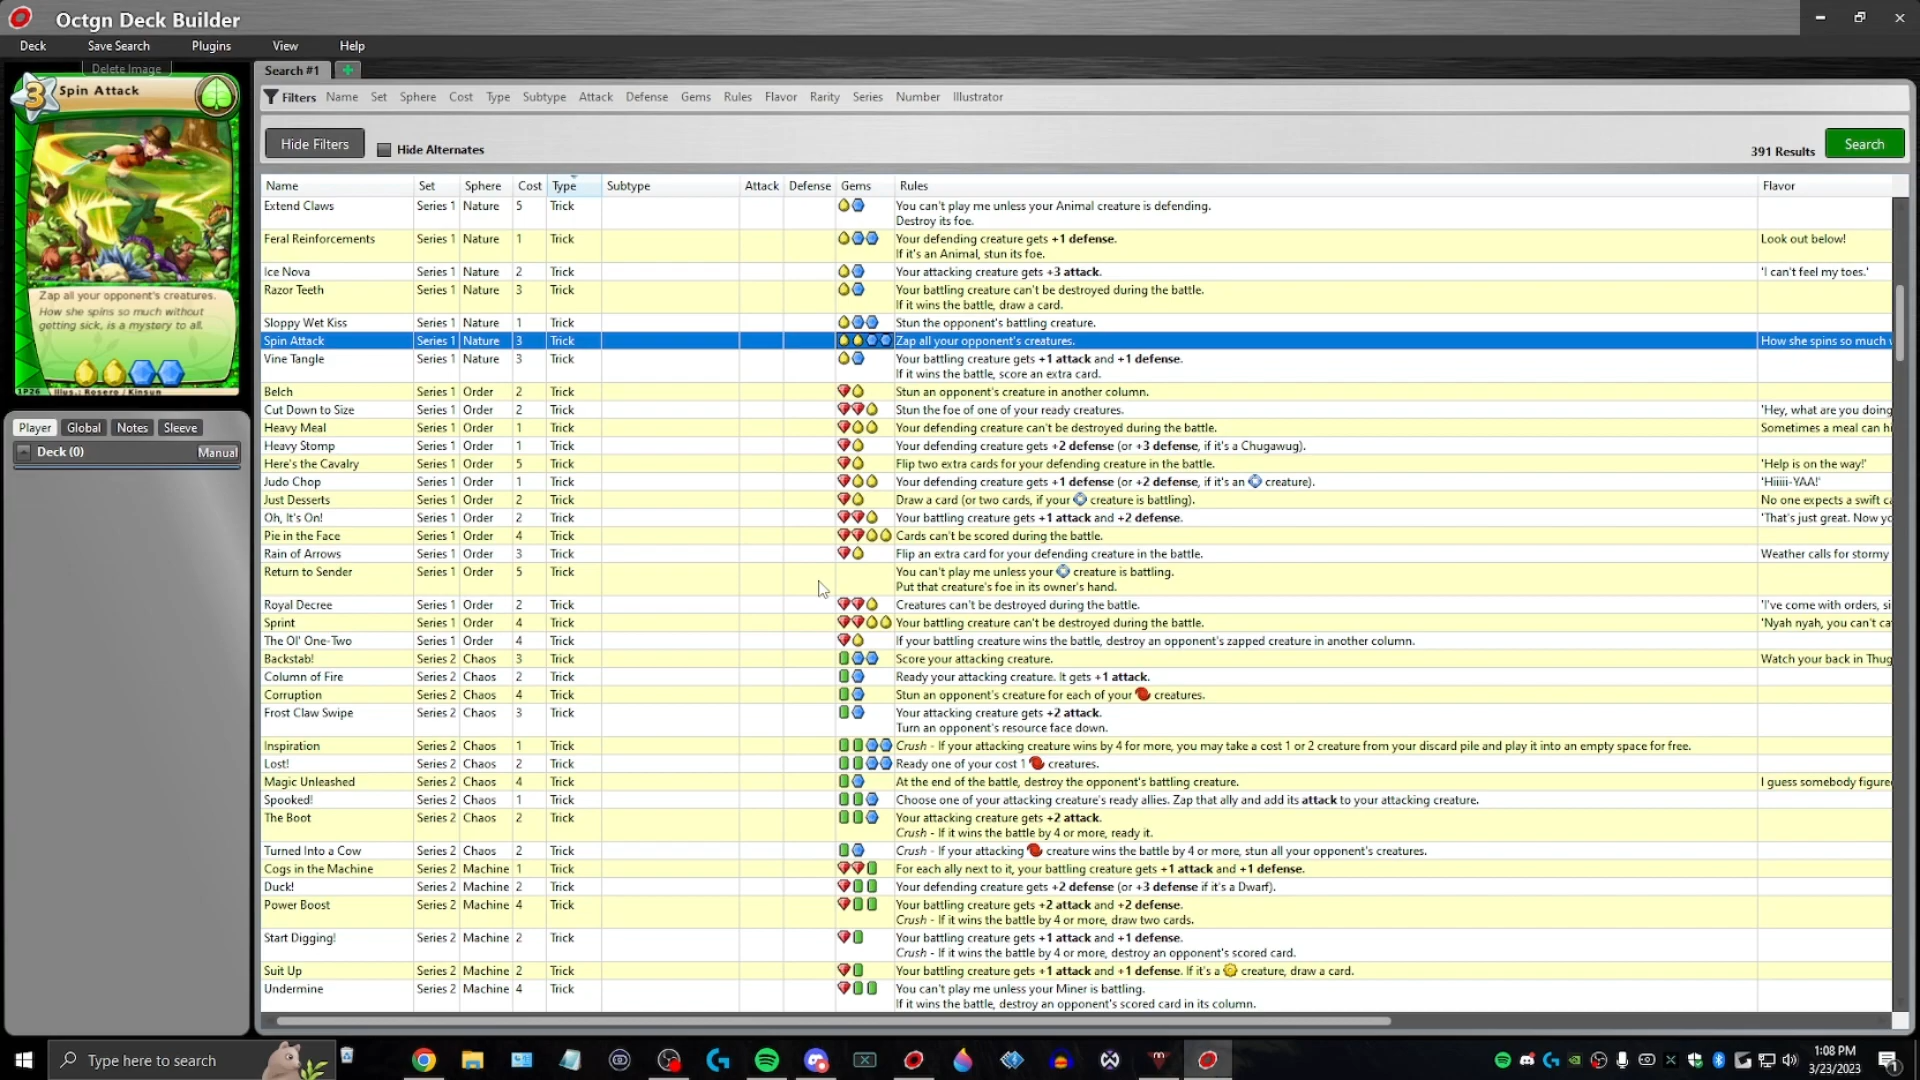 Octgn Deck Builder
Deck Save Search Plugins View Help
Delete Image
3 Spin Attack
Zap all your opponent's creatures.
How she spins so much without
getting sick, is a mystery to all.
1P26 Illus.: Rosero / Kinsun
Player Global Notes Sleeve
Deck (0) Manual
Search #1
Filters Name Set Sphere Cost Type Subtype Attack Defense Gems Rules Flavor Rarity Series Number Illustrator
Hide Filters Hide Alternates 391 Results Search
Name Set Sphere Cost Type Subtype Attack Defense Gems Rules Flavor
Extend Claws Series 1 Nature 5 Trick You can't play me unless your Animal creature is defending.
Destroy its foe.
Feral Reinforcements Series 1 Nature 1 Trick Your defending creature gets +1 defense. Look out below!
If it's an Animal, stun its foe.
Ice Nova Series 1 Nature 2 Trick Your attacking creature gets +3 attack. 'I can't feel my toes.'
Razor Teeth Series 1 Nature 3 Trick Your battling creature can't be destroyed during the battle.
If it wins the battle, draw a card.
Sloppy Wet Kiss Series 1 Nature 1 Trick Stun the opponent's battling creature.
Spin Attack Series 1 Nature 3 Trick Zap all your opponent's creatures. How she spins so much
Vine Tangle Series 1 Nature 3 Trick Your battling creature gets +1 attack and +1 defense.
If it wins the battle, score an extra card.
Belch Series 1 Order 2 Trick Stun an opponent's creature in another column.
Cut Down to Size Series 1 Order 2 Trick Stun the foe of one of your ready creatures. 'Hey, what are you doing
Heavy Meal Series 1 Order 1 Trick Your defending creature can't be destroyed during the battle. Sometimes a meal can
Heavy Stomp Series 1 Order 1 Trick Your defending creature gets +2 defense (or +3 defense, if it's a Chugawug).
Here's the Cavalry Series 1 Order 5 Trick Flip two extra cards for your defending creature in the battle. 'Help is on the way!'
Judo Chop Series 1 Order 1 Trick Your defending creature gets +1 defense (or +2 defense, if it's an creature). 'Hiiiii-YAA!'
Just Desserts Series 1 Order 2 Trick Draw a card (or two cards, if your creature is battling). No one expects a swift
Oh, It's On! Series 1 Order 2 Trick Your battling creature gets +1 attack and +2 defense. 'That's just great. Now
Pie in the Face Series 1 Order 4 Trick Cards can't be scored during the battle.
Rain of Arrows Series 1 Order 3 Trick Flip an extra card for your defending creature in the battle. Weather calls for stormy
Return to Sender Series 1 Order 5 Trick You can't play me unless your creature is battling.
Put that creature's foe in its owner's hand.
Royal Decree Series 1 Order 2 Trick Creatures can't be destroyed during the battle. 'I've come with orders,
Sprint Series 1 Order 4 Trick Your battling creature can't be destroyed during the battle. 'Nyah nyah, you can't
The Ol' One-Two Series 1 Order 4 Trick If your battling creature wins the battle, destroy an opponent's zapped creature in another column.
Backstab! Series 2 Chaos 3 Trick Score your attacking creature. Watch your back in Thug
Column of Fire Series 2 Chaos 2 Trick Ready your attacking creature. It gets +1 attack.
Corruption Series 2 Chaos 4 Trick Stun an opponent's creature for each of your creatures.
Frost Claw Swipe Series 2 Chaos 3 Trick Your attacking creature gets +2 attack.
Turn an opponent's resource face down.
Inspiration Series 2 Chaos 1 Trick Crush - If your attacking creature wins by 4 for more, you may take a cost 1 or 2 creature from your discard pile and play it into an empty space for free.
Lost! Series 2 Chaos 2 Trick Ready one of your cost 1 creatures.
Magic Unleashed Series 2 Chaos 4 Trick At the end of the battle, destroy the opponent's battling creature. I guess somebody figure
Spooked! Series 2 Chaos 1 Trick Choose one of your attacking creature's ready allies. Zap that ally and add its attack to your attacking creature.
The Boot Series 2 Chaos 2 Trick Your attacking creature gets +2 attack.
Crush - If it wins the battle by 4 or more, ready it.
Turned Into a Cow Series 2 Chaos 2 Trick Crush - If your attacking creature wins the battle by 4 or more, stun all your opponent's creatures.
Cogs in the Machine Series 2 Machine 1 Trick For each ally next to it, your battling creature gets +1 attack and +1 defense.
Duck! Series 2 Machine 2 Trick Your defending creature gets +2 defense (or +3 defense if it's a Dwarf).
Power Boost Series 2 Machine 4 Trick Your battling creature gets +2 attack and +2 defense.
Crush - If it wins the battle by 4 or more, draw two cards.
Start Digging! Series 2 Machine 2 Trick Your battling creature gets +1 attack and +1 defense.
Crush - If it wins the battle by 4 or more, destroy an opponent's scored card.
Suit Up Series 2 Machine 2 Trick Your battling creature gets +1 attack and +1 defense. If it's a creature, draw a card.
Undermine Series 2 Machine 4 Trick You can't play me unless your Miner is battling.
If it wins the battle, destroy an opponent's scored card in its column.
Type here to search
1:08 PM
3/23/2023
1